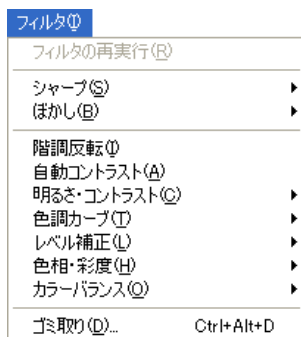 フィルタ(I)
フィルタの再実行(R)
シャープ(S)
ぼかし(B)
階調反転(I)
自動コントラスト(A)
明るさ・コントラスト(C)
色調カーブ(T)
レベル補正(L)
色相・彩度(H)
カラーバランス(O)
ゴミ取り(D)... Ctrl+Alt+D